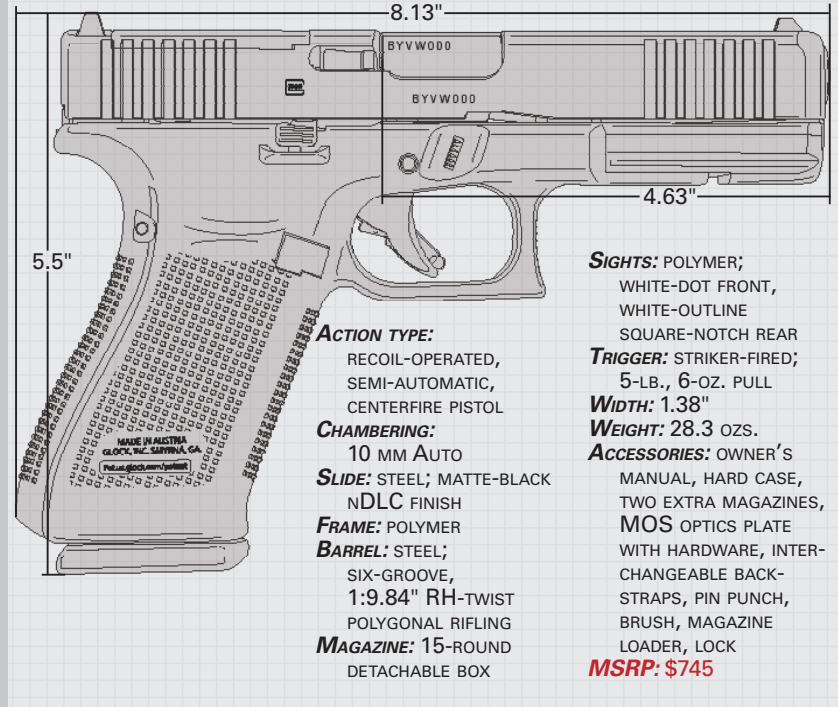 8.13"
BYVW000
BYVW000
4.63"
5.5"
MADE IN AUSTRIA
GLOCK, INC. SMYRNA, GA.
Pat.us.glock.com/patent
ACTION TYPE:
RECOIL-OPERATED,
SEMI-AUTOMATIC,
CENTERFIRE PISTOL
CHAMBERING:
10 MM AUTO
SLIDE: STEEL; MATTE-BLACK
NDLC FINISH
FRAME: POLYMER
BARREL: STEEL;
SIX-GROOVE,
1:9.84" RH-TWIST
POLYGONAL RIFLING
MAGAZINE: 15-ROUND
DETACHABLE BOX
SIGHTS: POLYMER;
WHITE-DOT FRONT,
WHITE-OUTLINE
SQUARE-NOTCH REAR
TRIGGER: STRIKER-FIRED;
5-LB., 6-OZ. PULL
WIDTH: 1.38"
WEIGHT: 28.3 OZS.
ACCESSORIES: OWNER'S
MANUAL, HARD CASE,
TWO EXTRA MAGAZINES,
MOS OPTICS PLATE
WITH HARDWARE, INTER-
CHANGEABLE BACK-
STRAPS, PIN PUNCH,
BRUSH, MAGAZINE
LOADER, LOCK
MSRP: $745